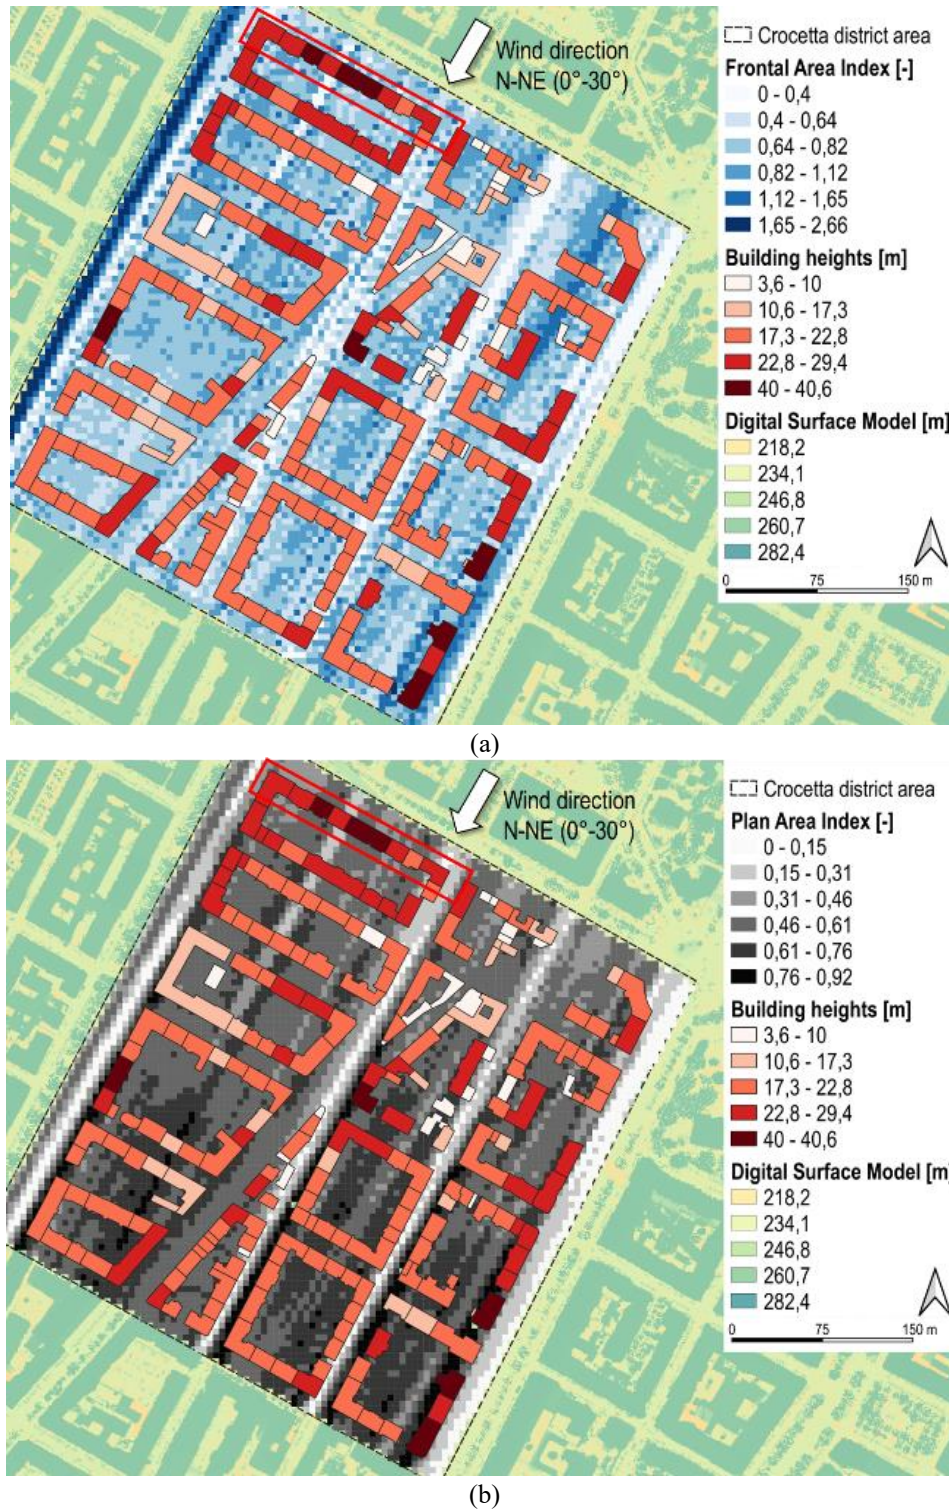 Wind direction
N-NE (0°-30°)
Crocetta district area
Frontal Area Index [-]
0 - 0,4
0,4 - 0,64
0,64 - 0,82
0,82 - 1,12
1,12 - 1,65
1,65 - 2,66
Building heights [m]
3,6 - 10
10,6 - 17,3
17,3 - 22,8
22,8 - 29,4
40 - 40,6
Digital Surface Model [m]
218,2
234,1
246,8
260,7
282,4
0 75 150 m
(a)
Wind direction
N-NE (0°-30°)
Crocetta district area
Plan Area Index [-]
0 - 0,15
0,15 - 0,31
0,31 - 0,46
0,46 - 0,61
0,61 - 0,76
0,76 - 0,92
Building heights [m]
3,6 - 10
10,6 - 17,3
17,3 - 22,8
22,8 - 29,4
40 - 40,6
Digital Surface Model [m]
218,2
234,1
246,8
260,7
282,4
0 75 150 m
(b)